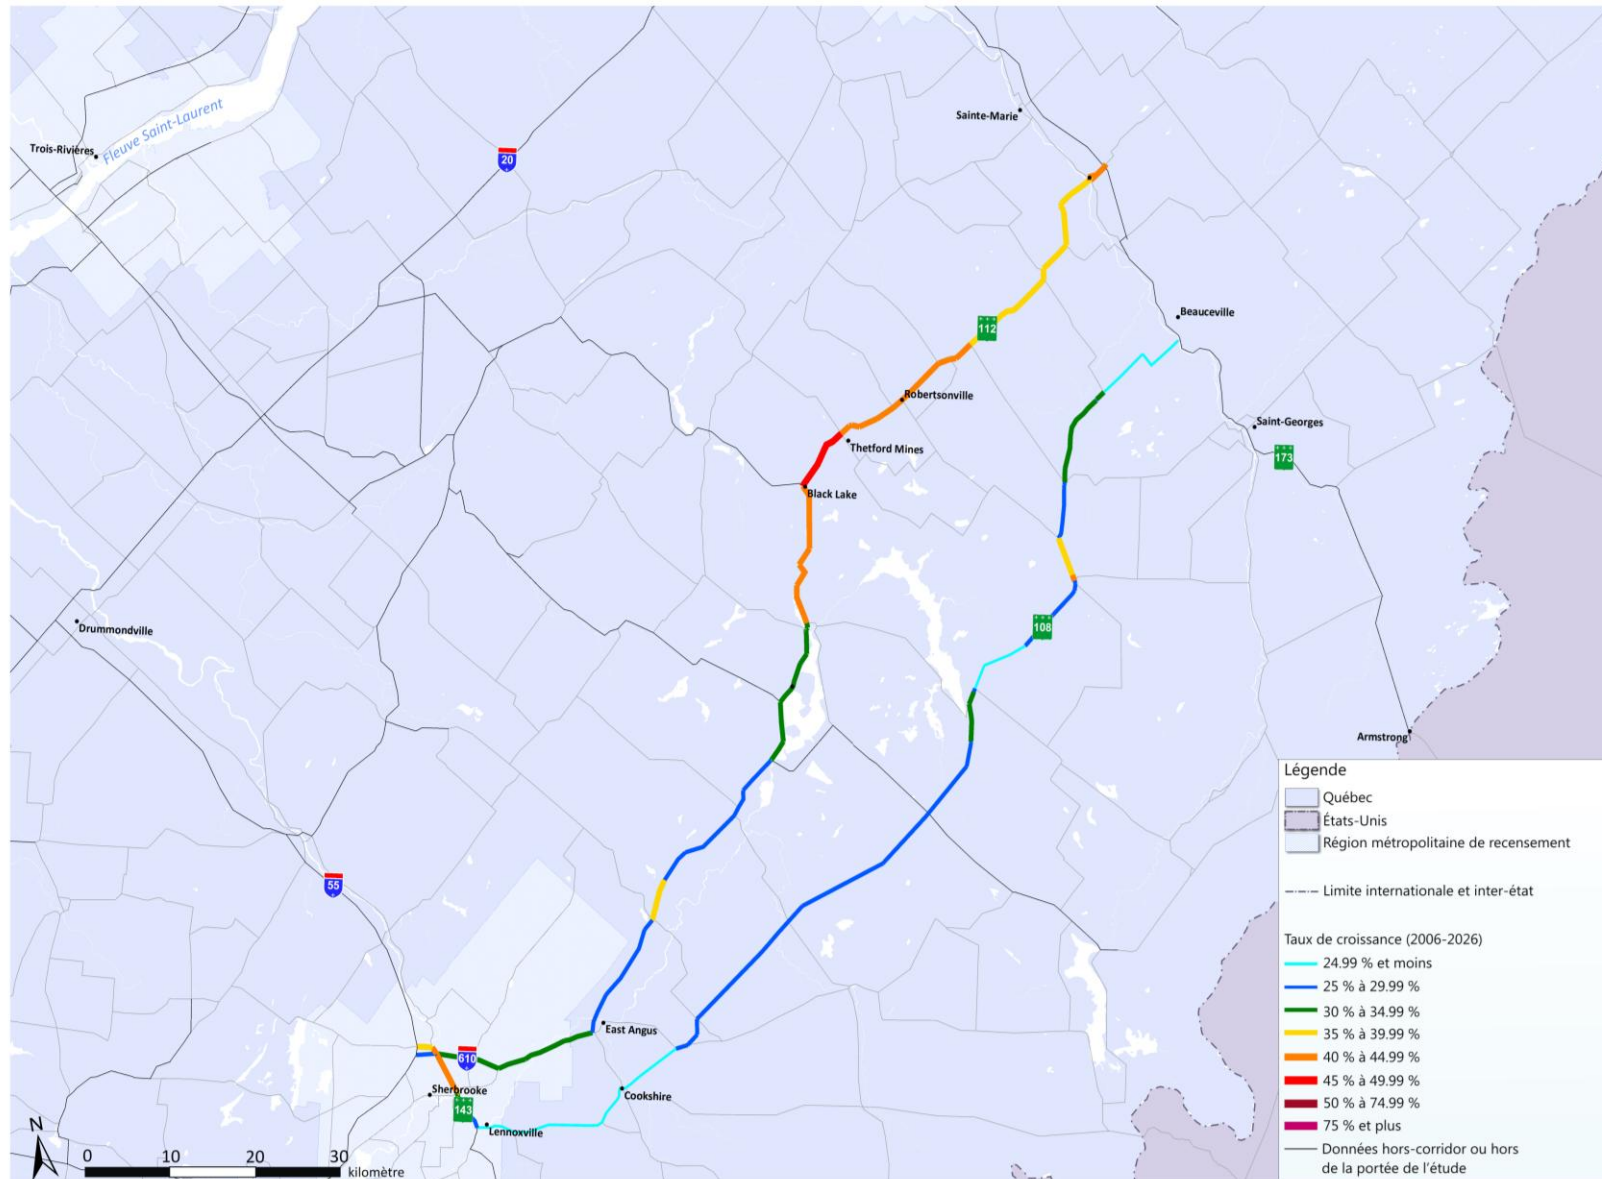 Sainte-Marie
Trois-Rivières
Fleuve Saint-Laurent
20
Beauceville
112
Robertsonville
Saint-Georges
Thetford Mines
173
Black Lake
108
Drummondville
Armstrong
55
East Angus
610
Sherbrooke
Cookshire
143
Lennoxville
N
0 10 20 30
kilomètre
Légende
Québec
États-Unis
Région métropolitaine de recensement
Limite internationale et inter-état
Taux de croissance (2006-2026)
24.99 % et moins
25 % à 29.99 %
30 % à 34.99 %
35 % à 39.99 %
40 % à 44.99 %
45 % à 49.99 %
50 % à 74.99 %
75 % et plus
Données hors-corridor ou hors
de la portée de l'étude